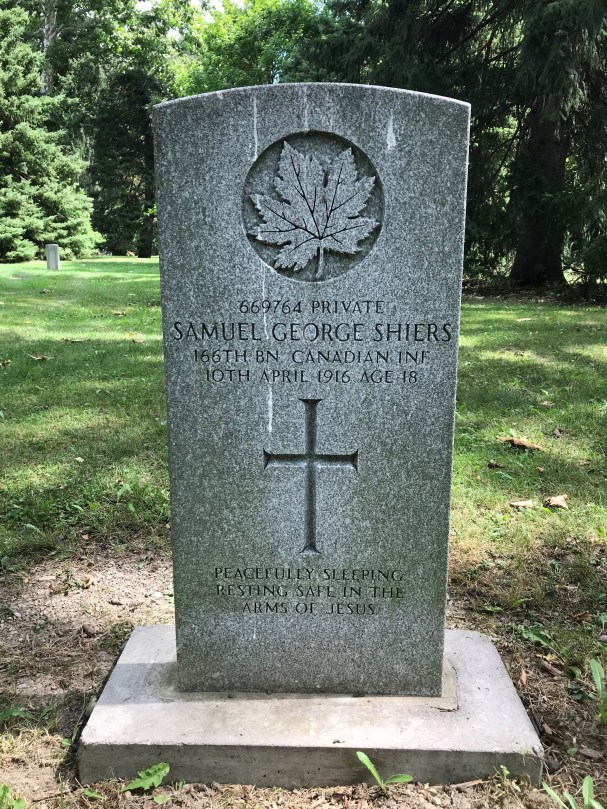 669764 PRIVATE
SAMUEL GEORGE SHIERS
166TH BN. CANADIAN INF.
10TH APRIL 1916 AGE 18
PEACEFULLY SLEEPING
RESTING SAFE IN THE
ARMS OF JESUS